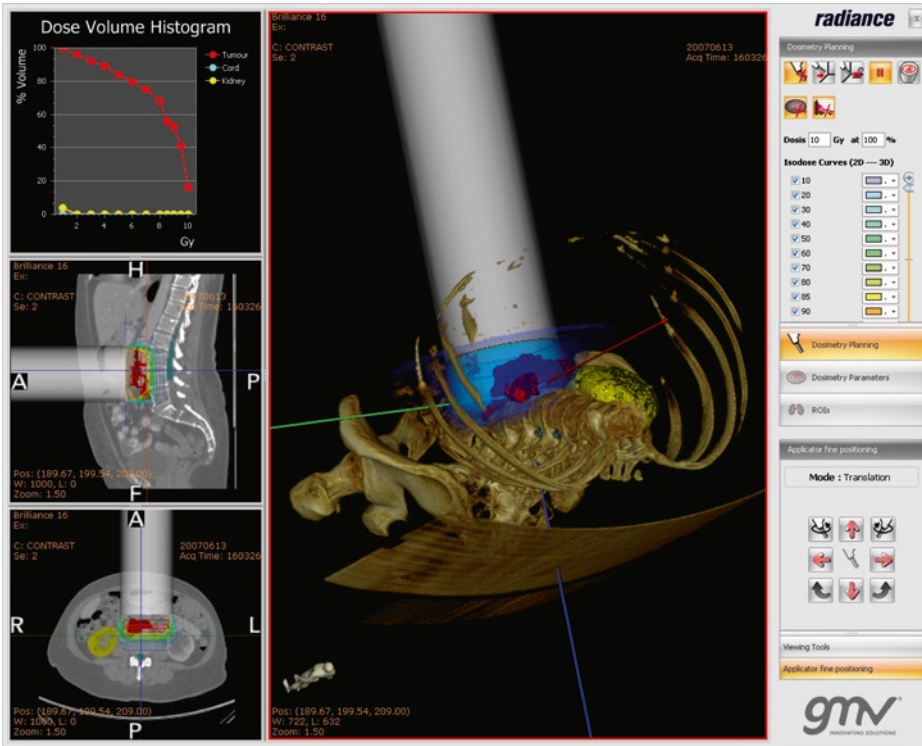 Dose Volume Histogram
% Volume
100
80
60
40
20
0
2
4
6
8
10
Gy
Tumour
Cord
Kidney
Brilliance 16
Ex:
C: CONTRAST
Se: 2
20070613
Acq Time: 160326
H
A
P
F
Pos: (189.67, 199.54, 209.00)
W: 1000, L: 0
Zoom: 1.50
Brilliance 16
Ex:
C: CONTRAST
Se: 2
20070613
Acq Time: 160326
A
R
L
P
Pos: (189.67, 199.54, 209.00)
W: 1000, L: 0
Zoom: 1.50
Brilliance 16
Ex:
C: CONTRAST
Se: 2
20070613
Acq Time: 160326
Pos: (189.67, 199.54, 209.00)
W: 722, L: 632
Zoom: 1.50
radiance
Dosimetry Planning
Dosis 10 Gy at 100 %
Isodose Curves (2D --- 3D)
10
20
30
40
50
60
70
80
85
90
Dosimetry Planning
Dosimetry Parameters
ROIs
Applicator fine positioning
Mode : Translation
Viewing Tools
Applicator fine positioning
gmv
INNOVATING SOLUTIONS